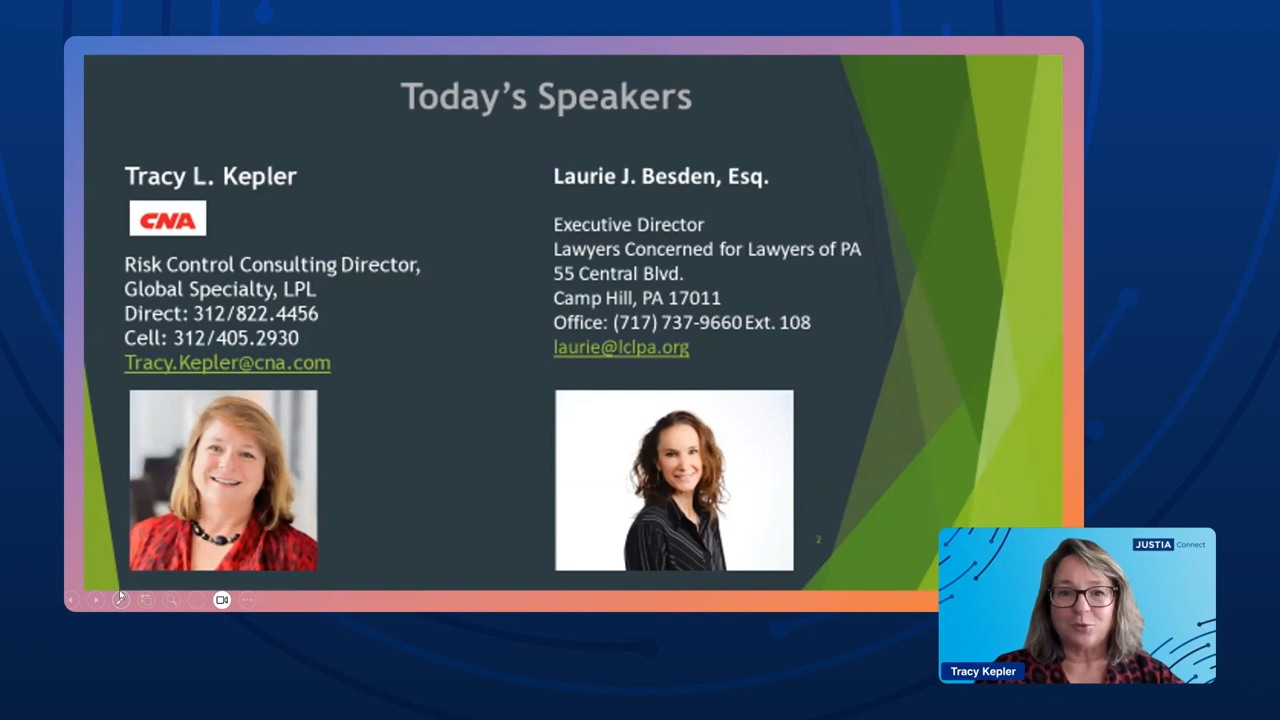 Today's Speakers
Tracy L. Kepler
CNA
Risk Control Consulting Director,
Global Specialty, LPL
Direct: 312/822.4456
Cell: 312/405.2930
Tracy.Kepler@cna.com
Laurie J. Besden, Esq.
Executive Director
Lawyers Concerned for Lawyers of PA
55 Central Blvd.
Camp Hill, PA 17011
Office: (717) 737-9660 Ext. 108
laurie@lclpa.org
2
JUSTIA Connect
Tracy Kepler